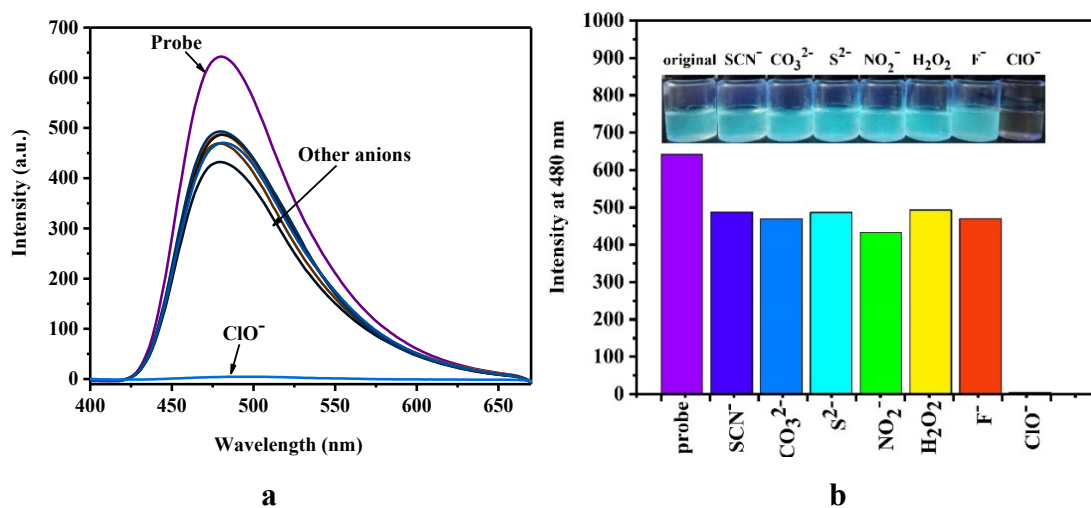 700
600
500
400
300
200
100
0
Intensity (a.u.)
Probe
Other anions
ClO⁻
400 450 500 550 600 650
Wavelength (nm)
a
1000
900
800
700
600
500
400
300
200
100
0
Intensity at 480 nm
original SCN⁻ CO₃²⁻ S²⁻ NO₂⁻ H₂O₂ F⁻ ClO⁻
probe SCN⁻ CO₃²⁻ S²⁻ NO₂⁻ H₂O₂ F⁻ ClO⁻
b